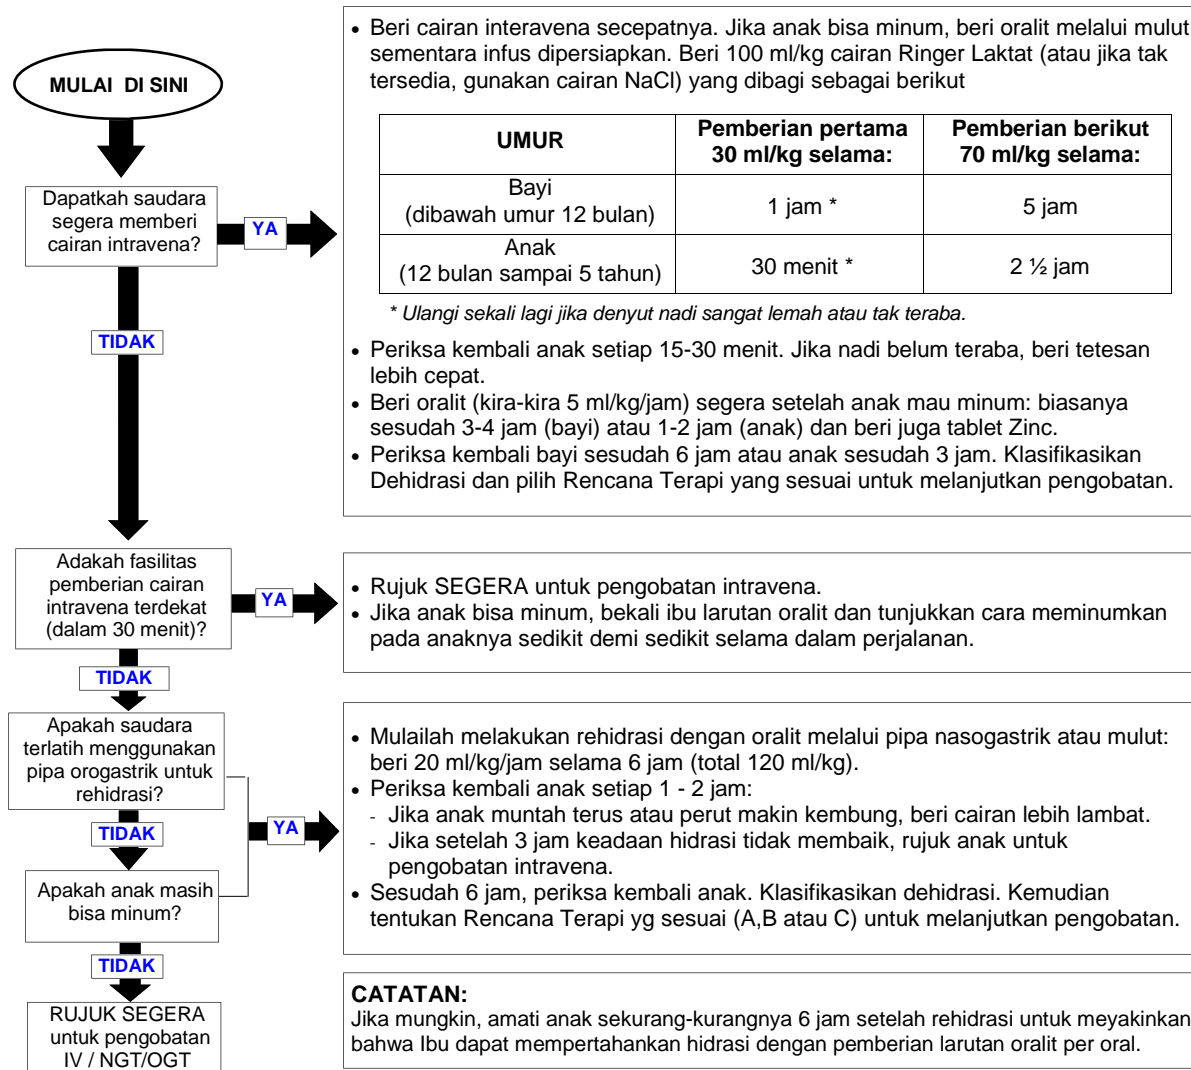 MULAI DI SINI
Dapatkah saudara
segera memberi
cairan intravena?
YA
• Beri cairan interavena secepatnya. Jika anak bisa minum, beri oralit melalui mulut
sementara infus dipersiapkan. Beri 100 ml/kg cairan Ringer Laktat (atau jika tak
tersedia, gunakan cairan NaCl) yang dibagi sebagai berikut
UMUR
Pemberian pertama
30 ml/kg selama:
Pemberian berikut
70 ml/kg selama:
Bayi
(dibawah umur 12 bulan)
1 jam *
5 jam
Anak
(12 bulan sampai 5 tahun)
30 menit *
2 ½ jam
* Ulangi sekali lagi jika denyut nadi sangat lemah atau tak teraba.
• Periksa kembali anak setiap 15-30 menit. Jika nadi belum teraba, beri tetesan
lebih cepat.
• Beri oralit (kira-kira 5 ml/kg/jam) segera setelah anak mau minum: biasanya
sesudah 3-4 jam (bayi) atau 1-2 jam (anak) dan beri juga tablet Zinc.
• Periksa kembali bayi sesudah 6 jam atau anak sesudah 3 jam. Klasifikasikan
Dehidrasi dan pilih Rencana Terapi yang sesuai untuk melanjutkan pengobatan.
TIDAK
Adakah fasilitas
pemberian cairan
intravena terdekat
(dalam 30 menit)?
YA
• Rujuk SEGERA untuk pengobatan intravena.
• Jika anak bisa minum, bekali ibu larutan oralit dan tunjukkan cara meminumkan
pada anaknya sedikit demi sedikit selama dalam perjalanan.
TIDAK
Apakah saudara
terlatih menggunakan
pipa orogastrik untuk
rehidrasi?
TIDAK
YA
Apakah anak masih
bisa minum?
• Mulailah melakukan rehidrasi dengan oralit melalui pipa nasogastrik atau mulut:
beri 20 ml/kg/jam selama 6 jam (total 120 ml/kg).
• Periksa kembali anak setiap 1 - 2 jam:
- Jika anak muntah terus atau perut makin kembung, beri cairan lebih lambat.
- Jika setelah 3 jam keadaan hidrasi tidak membaik, rujuk anak untuk
pengobatan intravena.
• Sesudah 6 jam, periksa kembali anak. Klasifikasikan dehidrasi. Kemudian
tentukan Rencana Terapi yg sesuai (A,B atau C) untuk melanjutkan pengobatan.
TIDAK
RUJUK SEGERA
untuk pengobatan
IV / NGT/OGT
CATATAN:
Jika mungkin, amati anak sekurang-kurangnya 6 jam setelah rehidrasi untuk meyakinkan
bahwa Ibu dapat mempertahankan hidrasi dengan pemberian larutan oralit per oral.